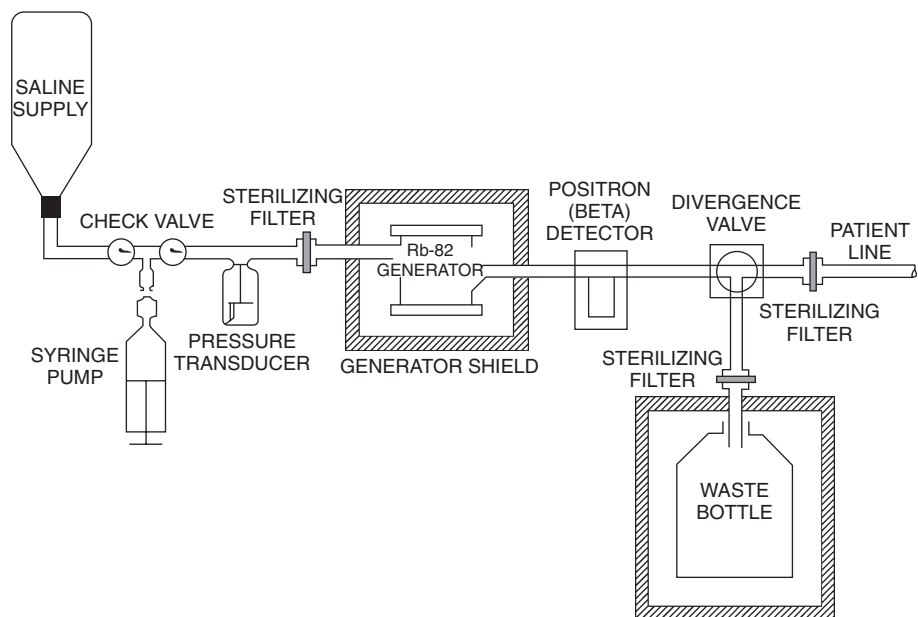 SALINE
SUPPLY
CHECK VALVE
STERILIZING
FILTER
SYRINGE
PUMP
PRESSURE
TRANSDUCER
Rb-82
GENERATOR
GENERATOR SHIELD
POSITRON
(BETA)
DETECTOR
DIVERGENCE
VALVE
PATIENT
LINE
STERILIZING
FILTER
STERILIZING
FILTER
WASTE
BOTTLE